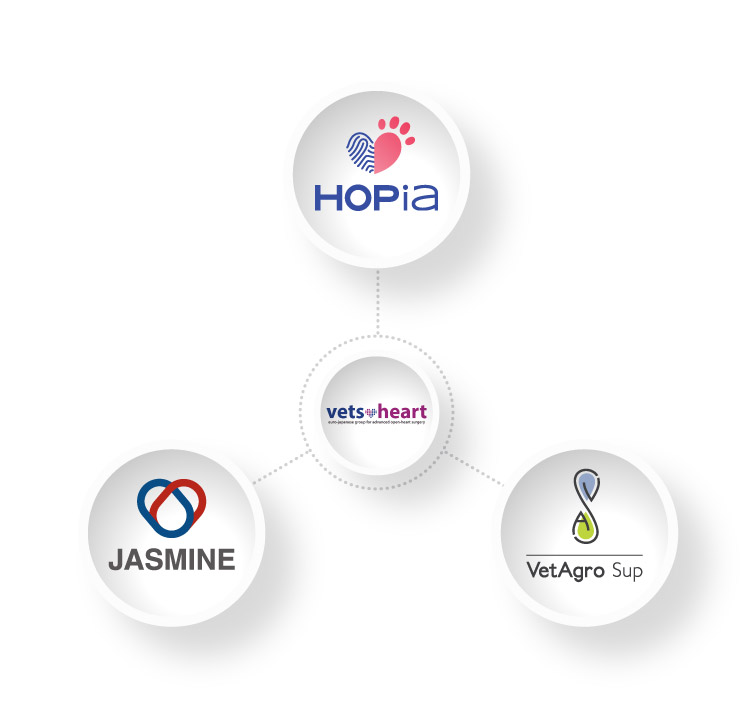 HOPia
vets heart
euro-japanese group for advanced open-heart surgery
JASMINE
VetAgro Sup